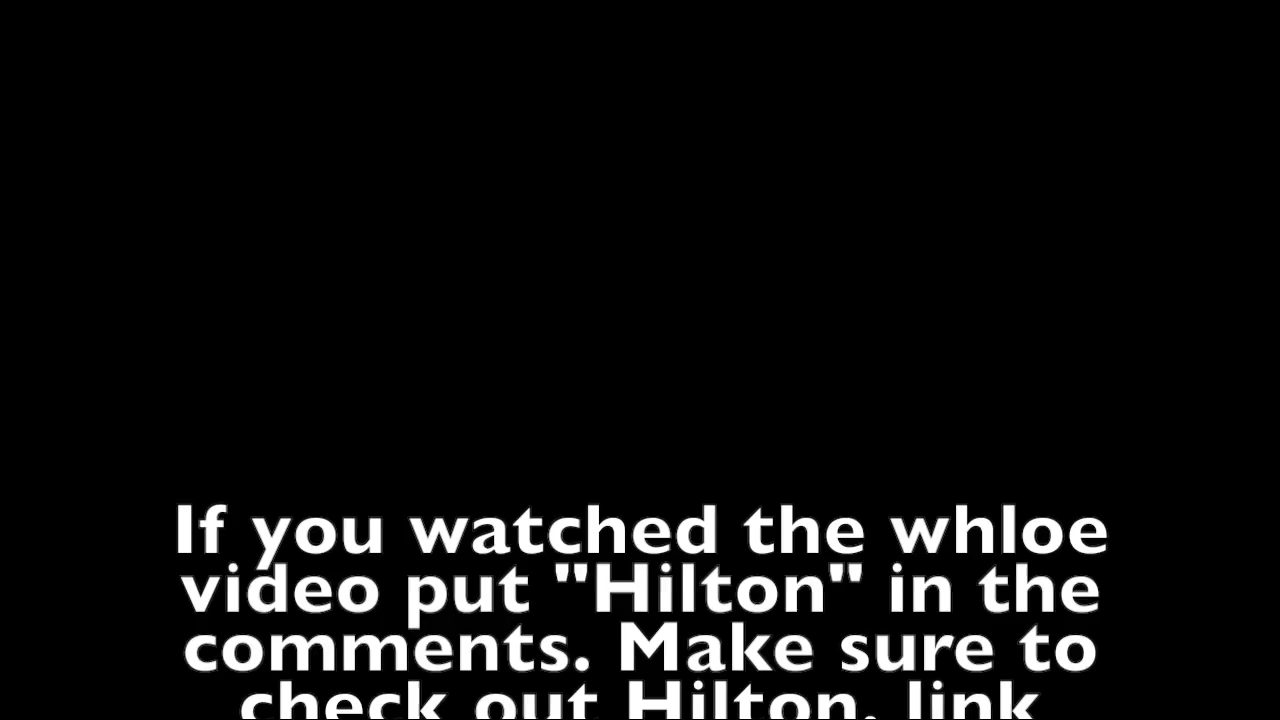 If you watched the whloe
video put "Hilton" in the
comments. Make sure to
check out Hilton, link